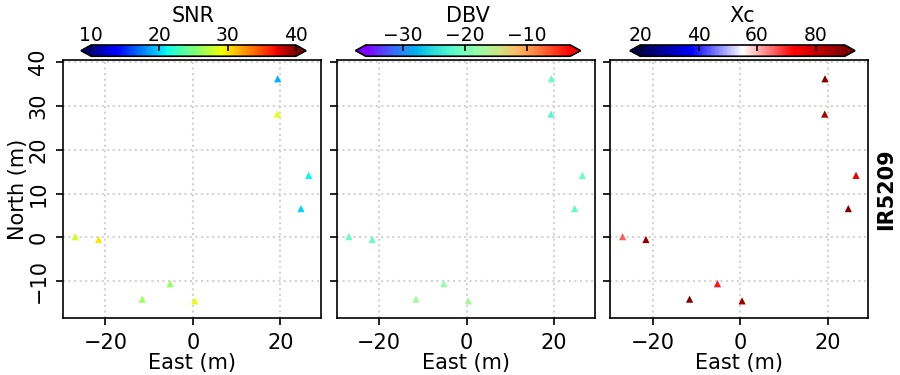 SNR DBV Xc
10 20 30 40 −30 −20 −10 20 40 60 80
40
30
20
10
0
−10
North (m)
IR5209
−20 0 20 −20 0 20 −20 0 20
East (m) East (m) East (m)